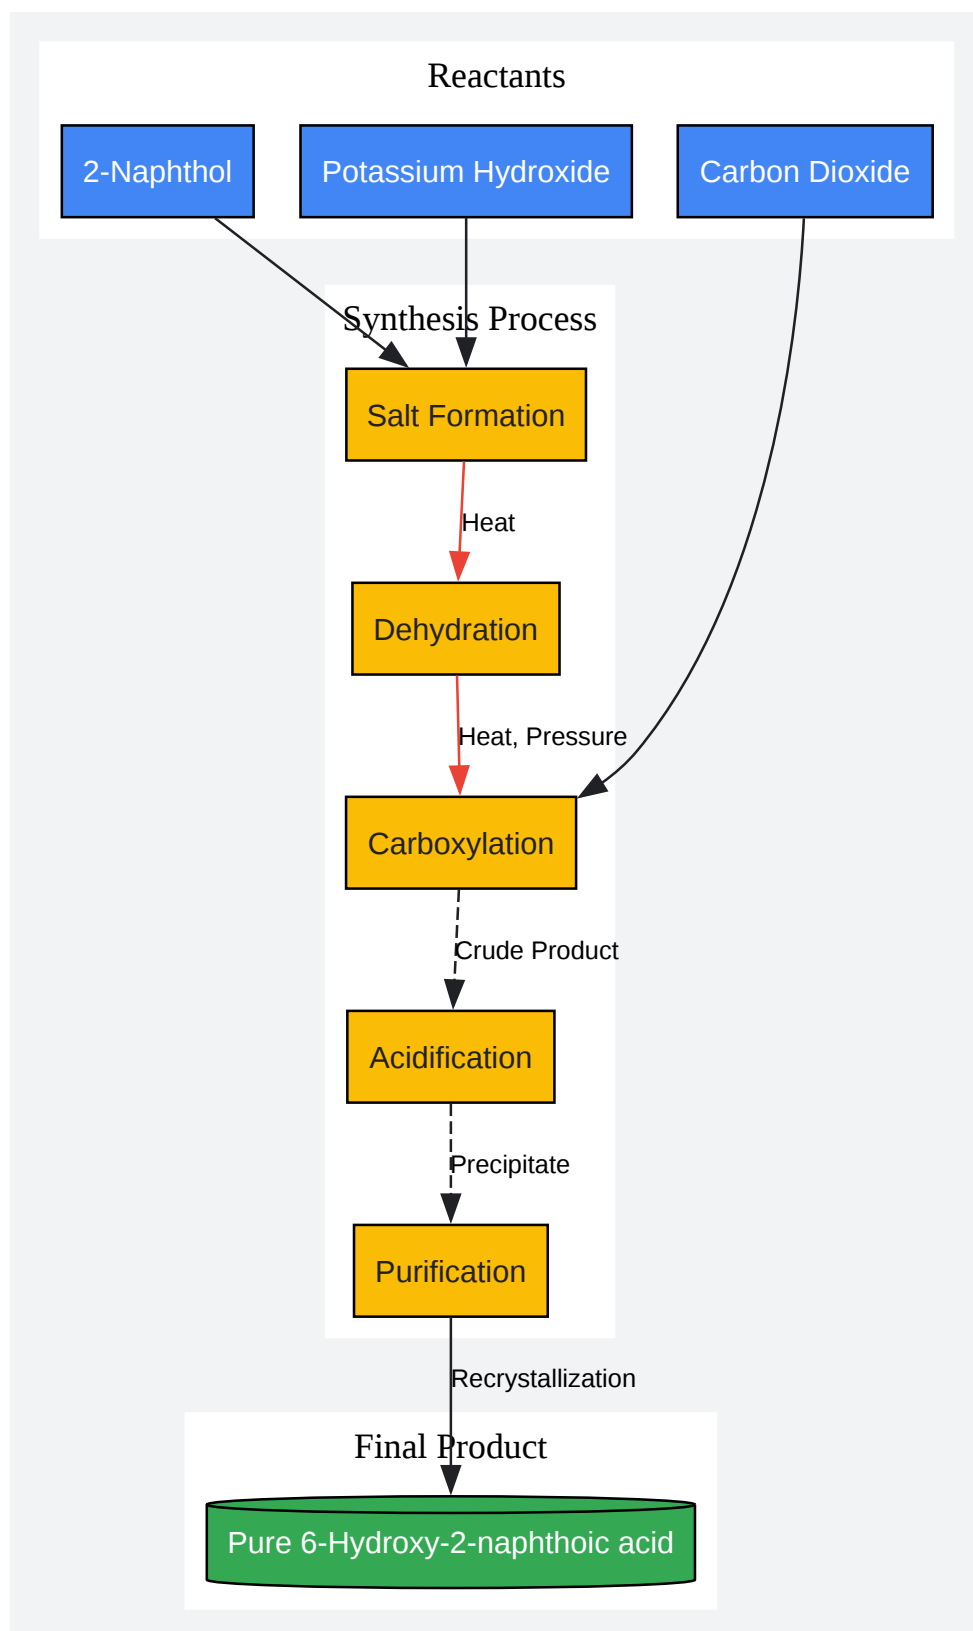 Reactants
2-Naphthol
Potassium Hydroxide
Carbon Dioxide
Synthesis Process
Salt Formation
Heat
Dehydration
Heat, Pressure
Carboxylation
Crude Product
Acidification
Precipitate
Purification
Recrystallization
Final Product
Pure 6-Hydroxy-2-naphthoic acid